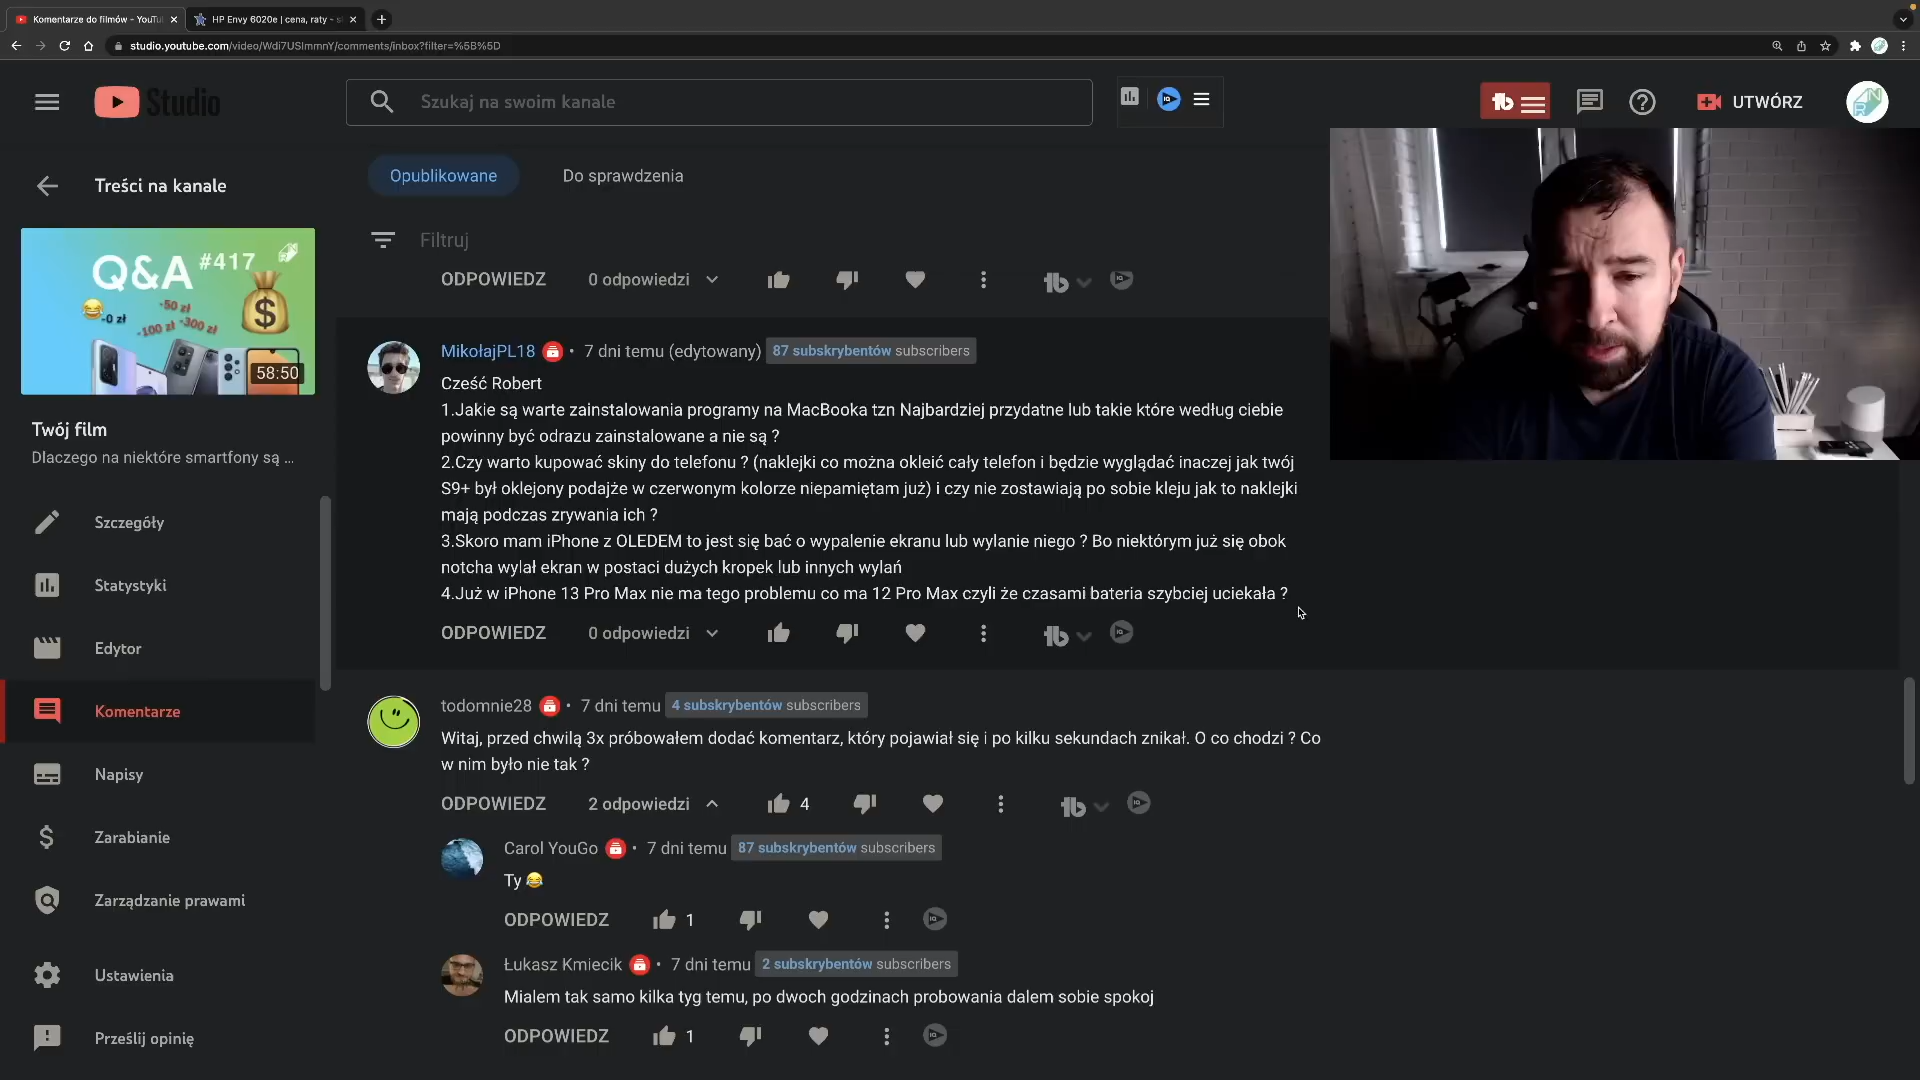 Komentarze do filmów - YouTu
HP Envy 6020e | cena, raty - s
studio.youtube.com/video/Wdi7USImmnY/comments/inbox?filter=%5B%5D
Studio
Szukaj na swoim kanale
UTWÓRZ
Treści na kanale
Q&A #417
-0 zł
-50 zł
-100 zł
-300 zł
58:50
Twój film
Dlaczego na niektóre smartfony są ...
Szczegóły
Statystyki
Edytor
Komentarze
Napisy
Zarabianie
Zarządzanie prawami
Ustawienia
Prześlij opinię
Opublikowane
Do sprawdzenia
Filtruj
ODPOWIEDZ 0 odpowiedzi
MikołajPL18 • 7 dni temu (edytowany) 87 subskrybentów subscribers
Cześć Robert
1.Jakie są warte zainstalowania programy na MacBooka tzn Najbardziej przydatne lub takie które według ciebie
powinny być odrazu zainstalowane a nie są ?
2.Czy warto kupować skiny do telefonu ? (naklejki co można okleić cały telefon i będzie wyglądać inaczej jak twój
S9+ był oklejony podajże w czerwonym kolorze niepamiętam już) i czy nie zostawiają po sobie kleju jak to naklejki
mają podczas zrywania ich ?
3.Skoro mam iPhone z OLEDEM to jest się bać o wypalenie ekranu lub wylanie niego ? Bo niektórym już się obok
notcha wylał ekran w postaci dużych kropek lub innych wylań
4.Już w iPhone 13 Pro Max nie ma tego problemu co ma 12 Pro Max czyli że czasami bateria szybciej uciekała ?
ODPOWIEDZ 0 odpowiedzi
todomnie28 • 7 dni temu 4 subskrybentów subscribers
Witaj, przed chwilą 3x próbowałem dodać komentarz, który pojawiał się i po kilku sekundach znikał. O co chodzi ? Co
w nim było nie tak ?
ODPOWIEDZ 2 odpowiedzi 4
Carol YouGo • 7 dni temu 87 subskrybentów subscribers
Ty 😂
ODPOWIEDZ 1
Łukasz Kmiecik • 7 dni temu 2 subskrybentów subscribers
Mialem tak samo kilka tyg temu, po dwoch godzinach probowania dalem sobie spokoj
ODPOWIEDZ 1